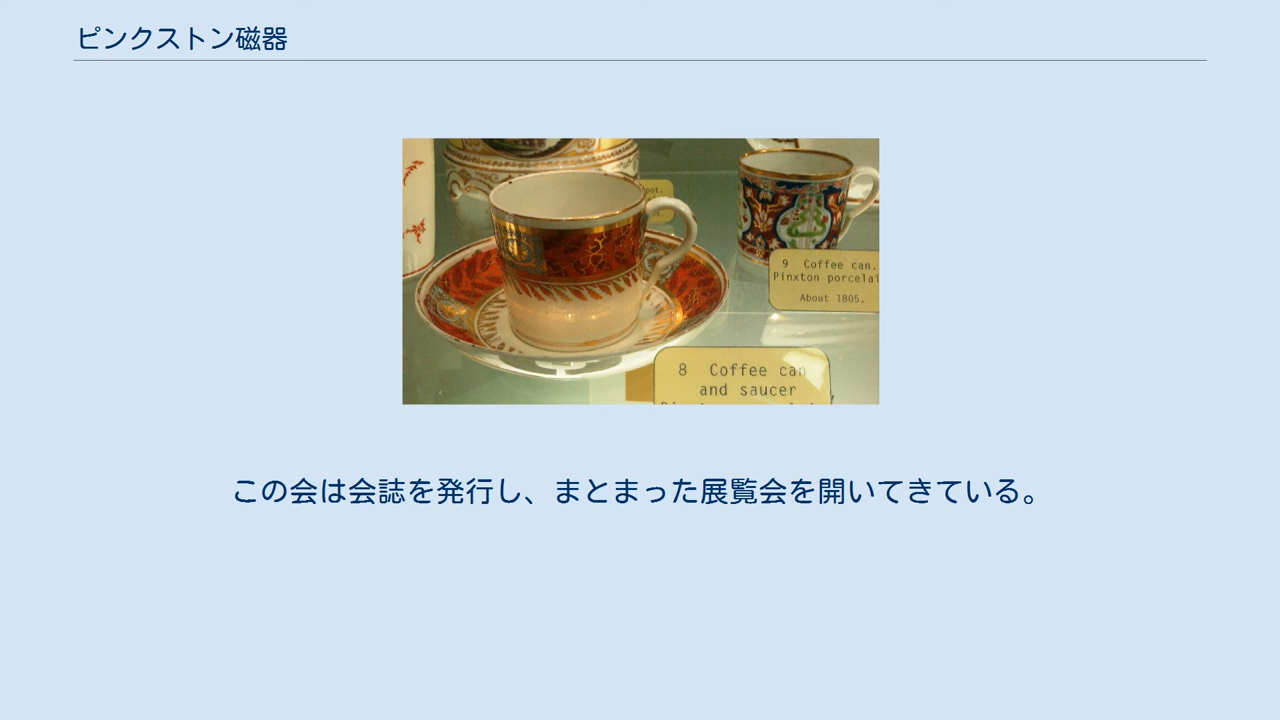 ピンクストン磁器
pot.
9 Coffee can.
Pinxton porcelai
About 1805.
8 Coffee can
and saucer
この会は会誌を発行し、まとまった展覧会を開いてきている。